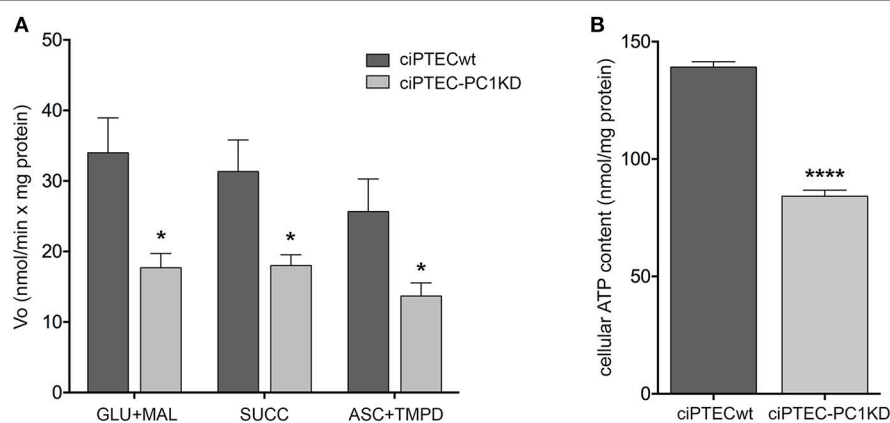 A
Vo (nmol/min x mg protein)
50
40
30
20
10
0
ciPTECwt
ciPTEC-PC1KD
*
*
*
GLU+MAL
SUCC
ASC+TMPD
B
cellular ATP content (nmol/mg protein)
150
100
50
0
****
ciPTECwt
ciPTEC-PC1KD